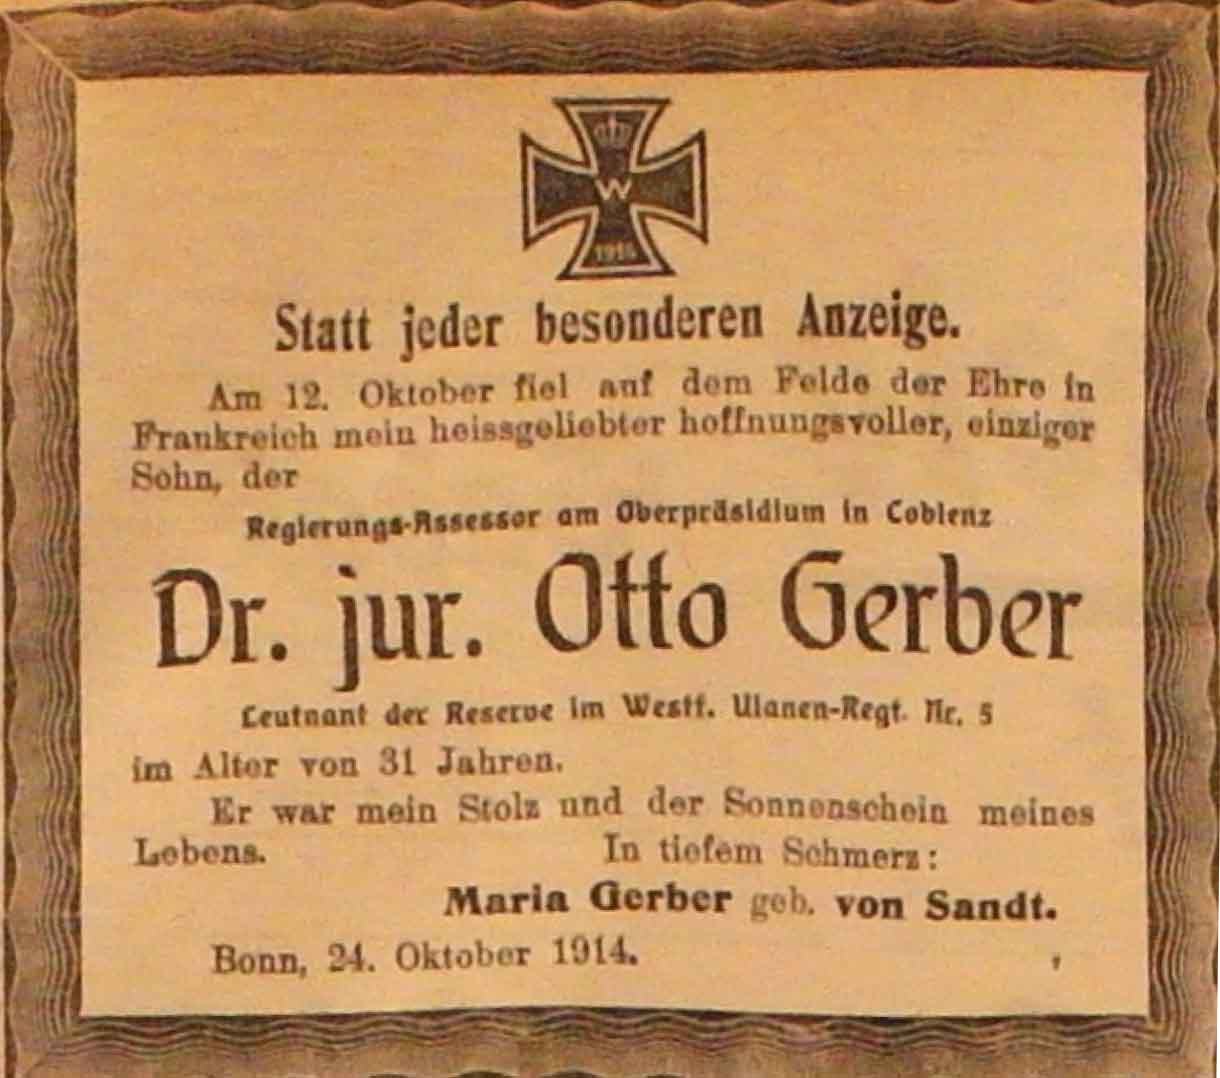 W
1914
Statt jeder besonderen Anzeige.
Am 12. Oktober fiel auf dem Felde der Ehre in
Frankreich mein heissgeliebter hoffnungsvoller, einziger
Sohn, der
Regierungs-Assessor am Oberpräsidium in Coblenz
Dr. jur. Otto Gerber
Leutnant der Reserve im Westf. Ulanen-Regt. Nr. 5
im Alter von 31 Jahren.
Er war mein Stolz und der Sonnenschein meines
Lebens. In tiefem Schmerz:
Maria Gerber geb. von Sandt.
Bonn, 24. Oktober 1914.